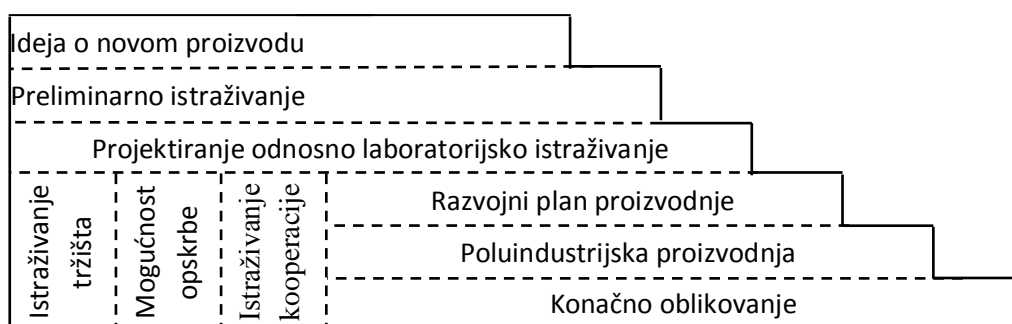 Ideja o novom proizvodu
Preliminarno istraživanje
Projektiranje odnosno laboratorijsko istraživanje
Istraživanje
tržišta
Mogućnost
opskrbe
Istraživanje
kooperacije
Razvojni plan proizvodnje
Poluindustrijska proizvodnja
Konačno oblikovanje